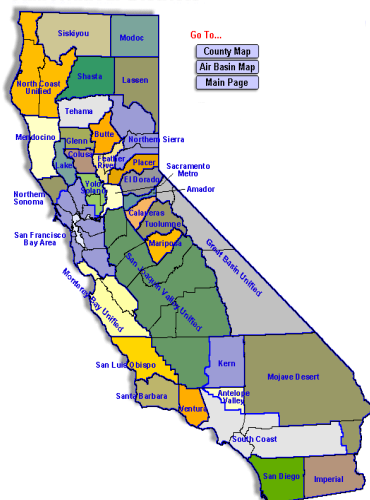 Siskiyou
Modoc
Go To...
County Map
Air Basin Map
Main Page
North Coast
Unified
Shasta
Lassen
Tehama
Mendocino
Butte
Northern Sierra
Glenn
Colusa
Feather
River
Placer
Sacramento
Metro
Lake
El Dorado
Yolo
Solano
Amador
Northern
Sonoma
Calaveras
Tuolumne
San Francisco
Bay Area
Mariposa
Great Basin Unified
San Joaquin Valley Unified
Monterey Bay Unified
San Luis Obispo
Kern
Mojave Desert
Santa Barbara
Antelope
Valley
Ventura
South Coast
San Diego
Imperial